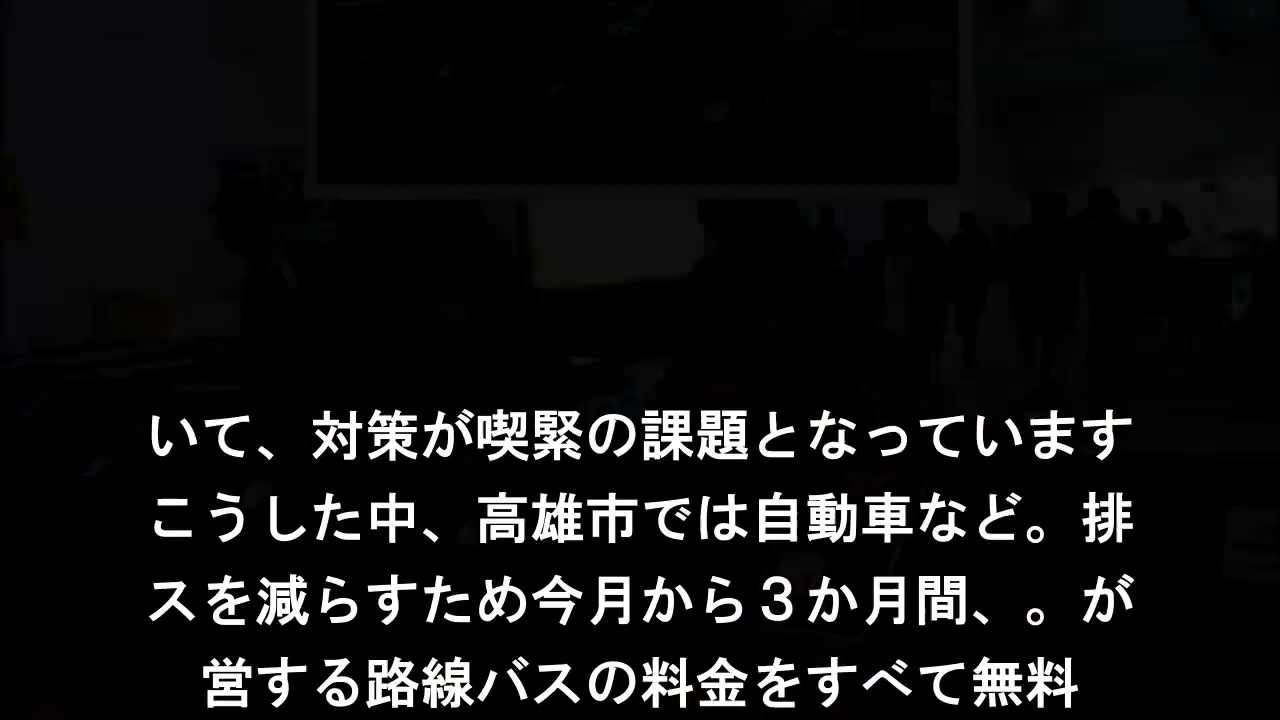 いて、対策が喫緊の課題となっています
こうした中、高雄市では自動車など。排
スを減らすため今月から３か月間、。が
営する路線バスの料金をすべて無料